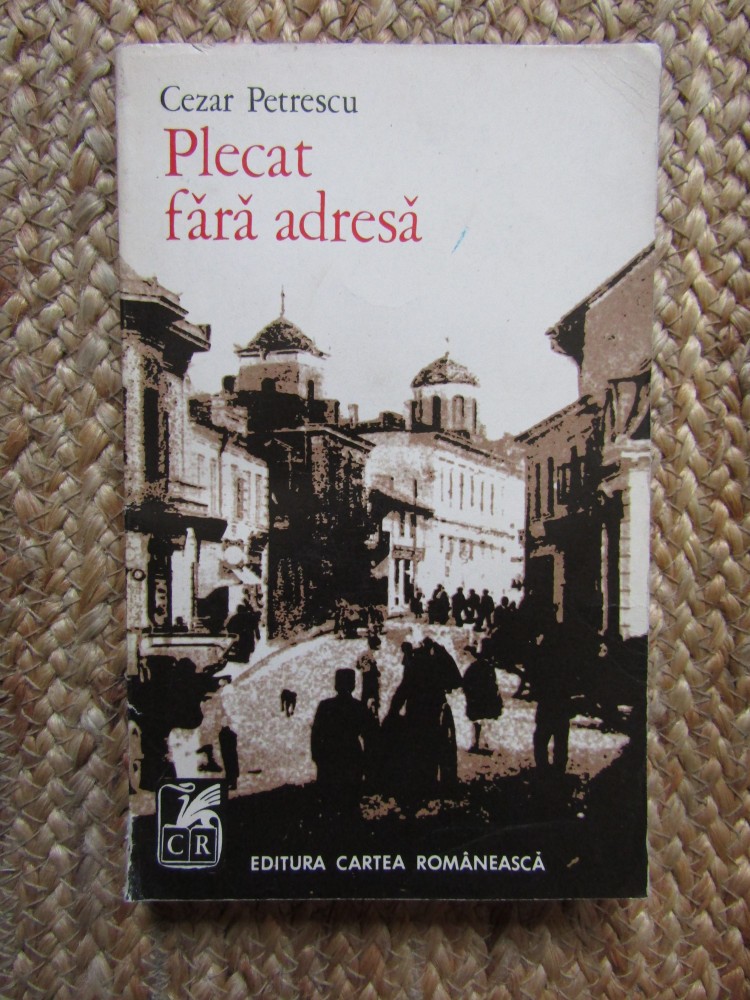 Cezar Petrescu
Plecat
fără adresă
CR
EDITURA CARTEA ROMÂNEASCĂ